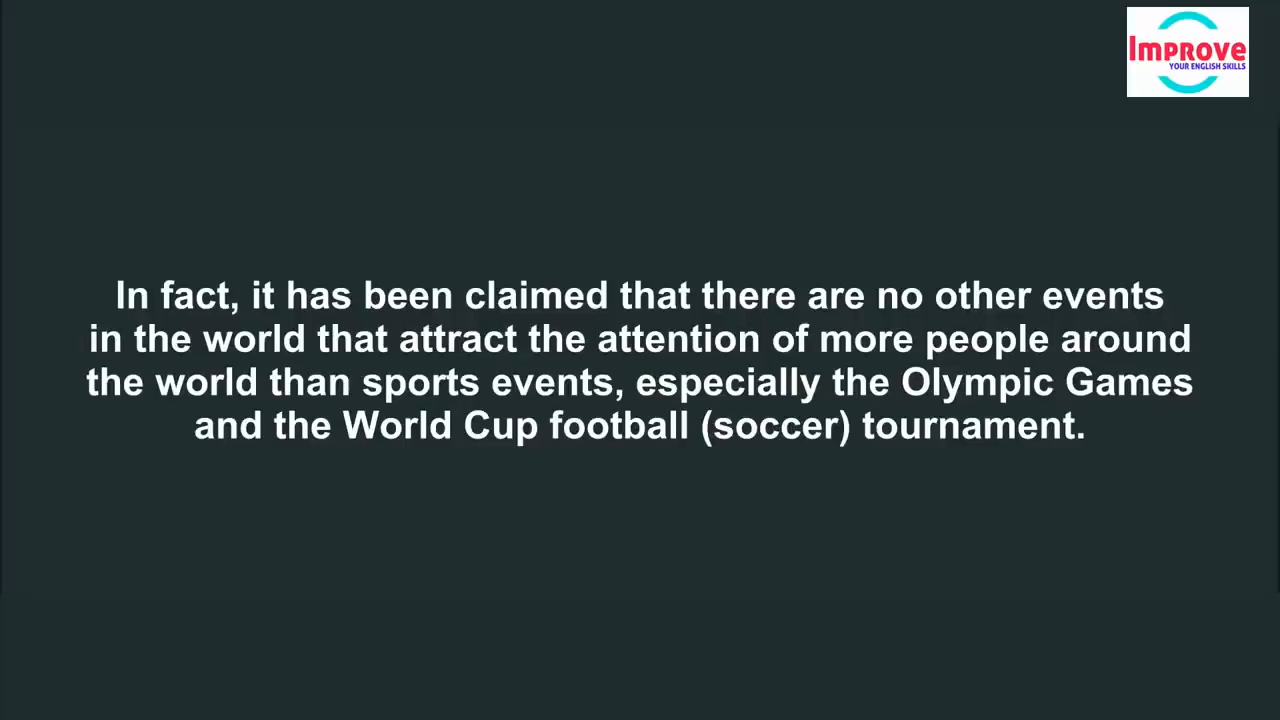 Improve
YOUR ENGLISH SKILLS
In fact, it has been claimed that there are no other events
in the world that attract the attention of more people around
the world than sports events, especially the Olympic Games
and the World Cup football (soccer) tournament.